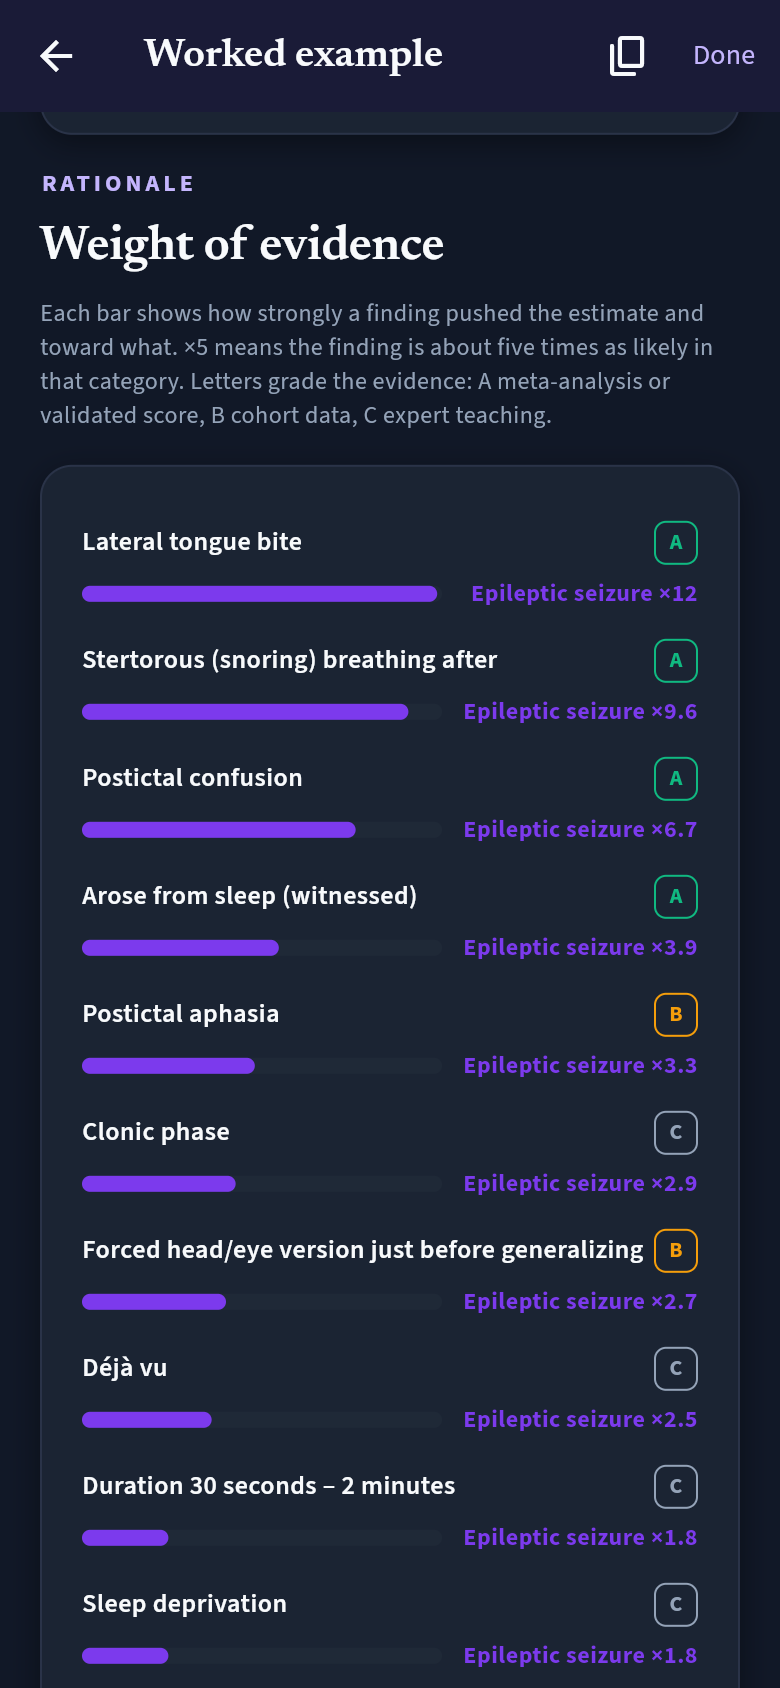 Worked example
Done
RATIONALE
Weight of evidence
Each bar shows how strongly a finding pushed the estimate and
toward what. ×5 means the finding is about five times as likely in
that category. Letters grade the evidence: A meta-analysis or
validated score, B cohort data, C expert teaching.
Lateral tongue bite
A
Epileptic seizure ×12
Stertorous (snoring) breathing after
A
Epileptic seizure ×9.6
Postictal confusion
A
Epileptic seizure ×6.7
Arose from sleep (witnessed)
A
Epileptic seizure ×3.9
Postictal aphasia
B
Epileptic seizure ×3.3
Clonic phase
C
Epileptic seizure ×2.9
Forced head/eye version just before generalizing
B
Epileptic seizure ×2.7
Déjà vu
C
Epileptic seizure ×2.5
Duration 30 seconds – 2 minutes
C
Epileptic seizure ×1.8
Sleep deprivation
C
Epileptic seizure ×1.8